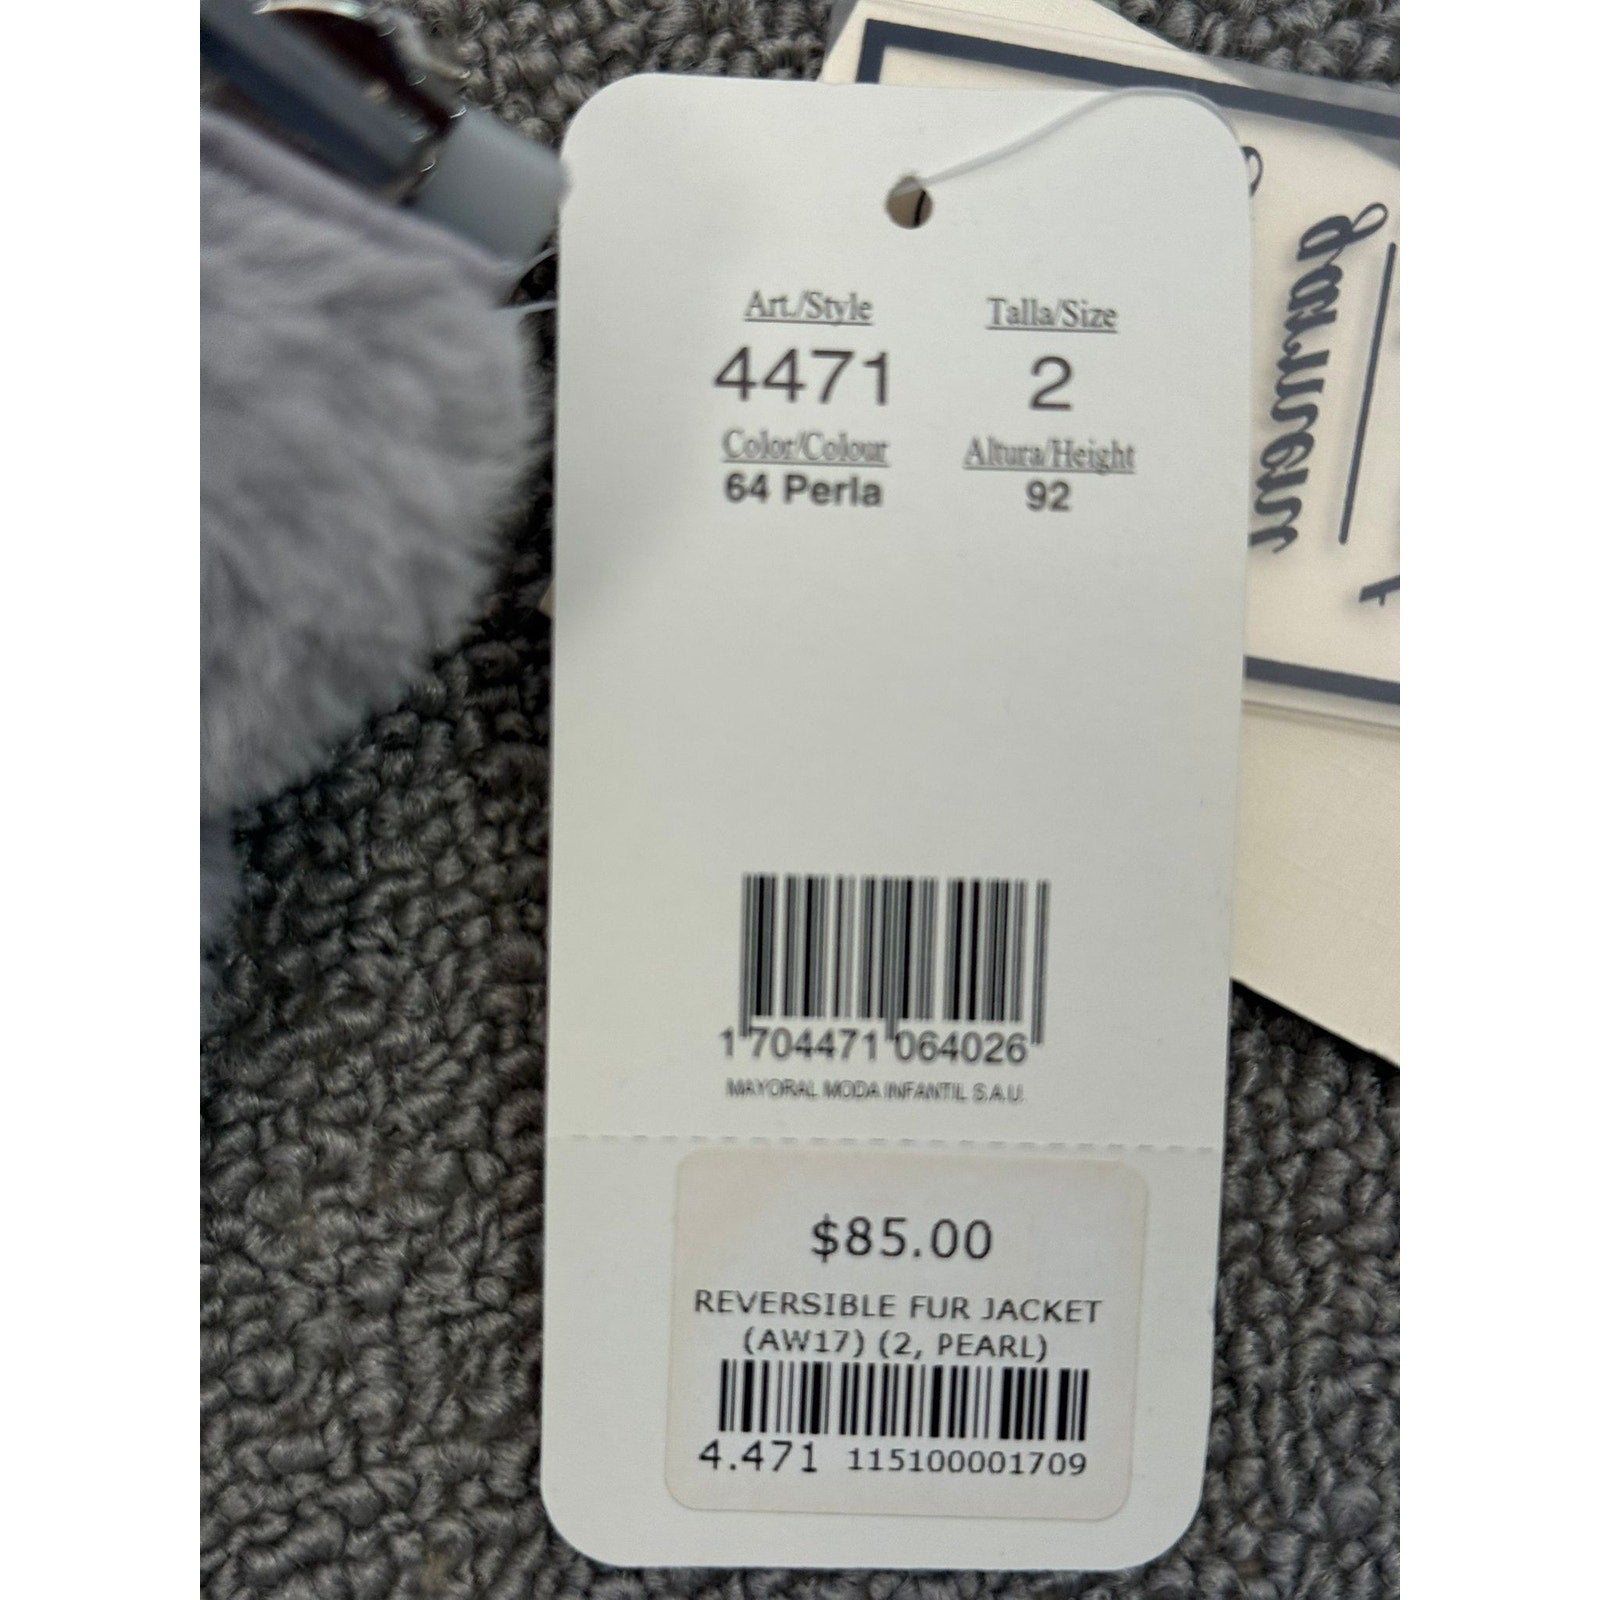 Art./Style
4471
Talla/Size
2
Color/Colour
64 Perla
Altura/Height
92
1 704471 064026
MAYORAL MODA INFANTIL S.A.U.
$85.00
REVERSIBLE FUR JACKET
(AW17) (2, PEARL)
4.471 115100001709